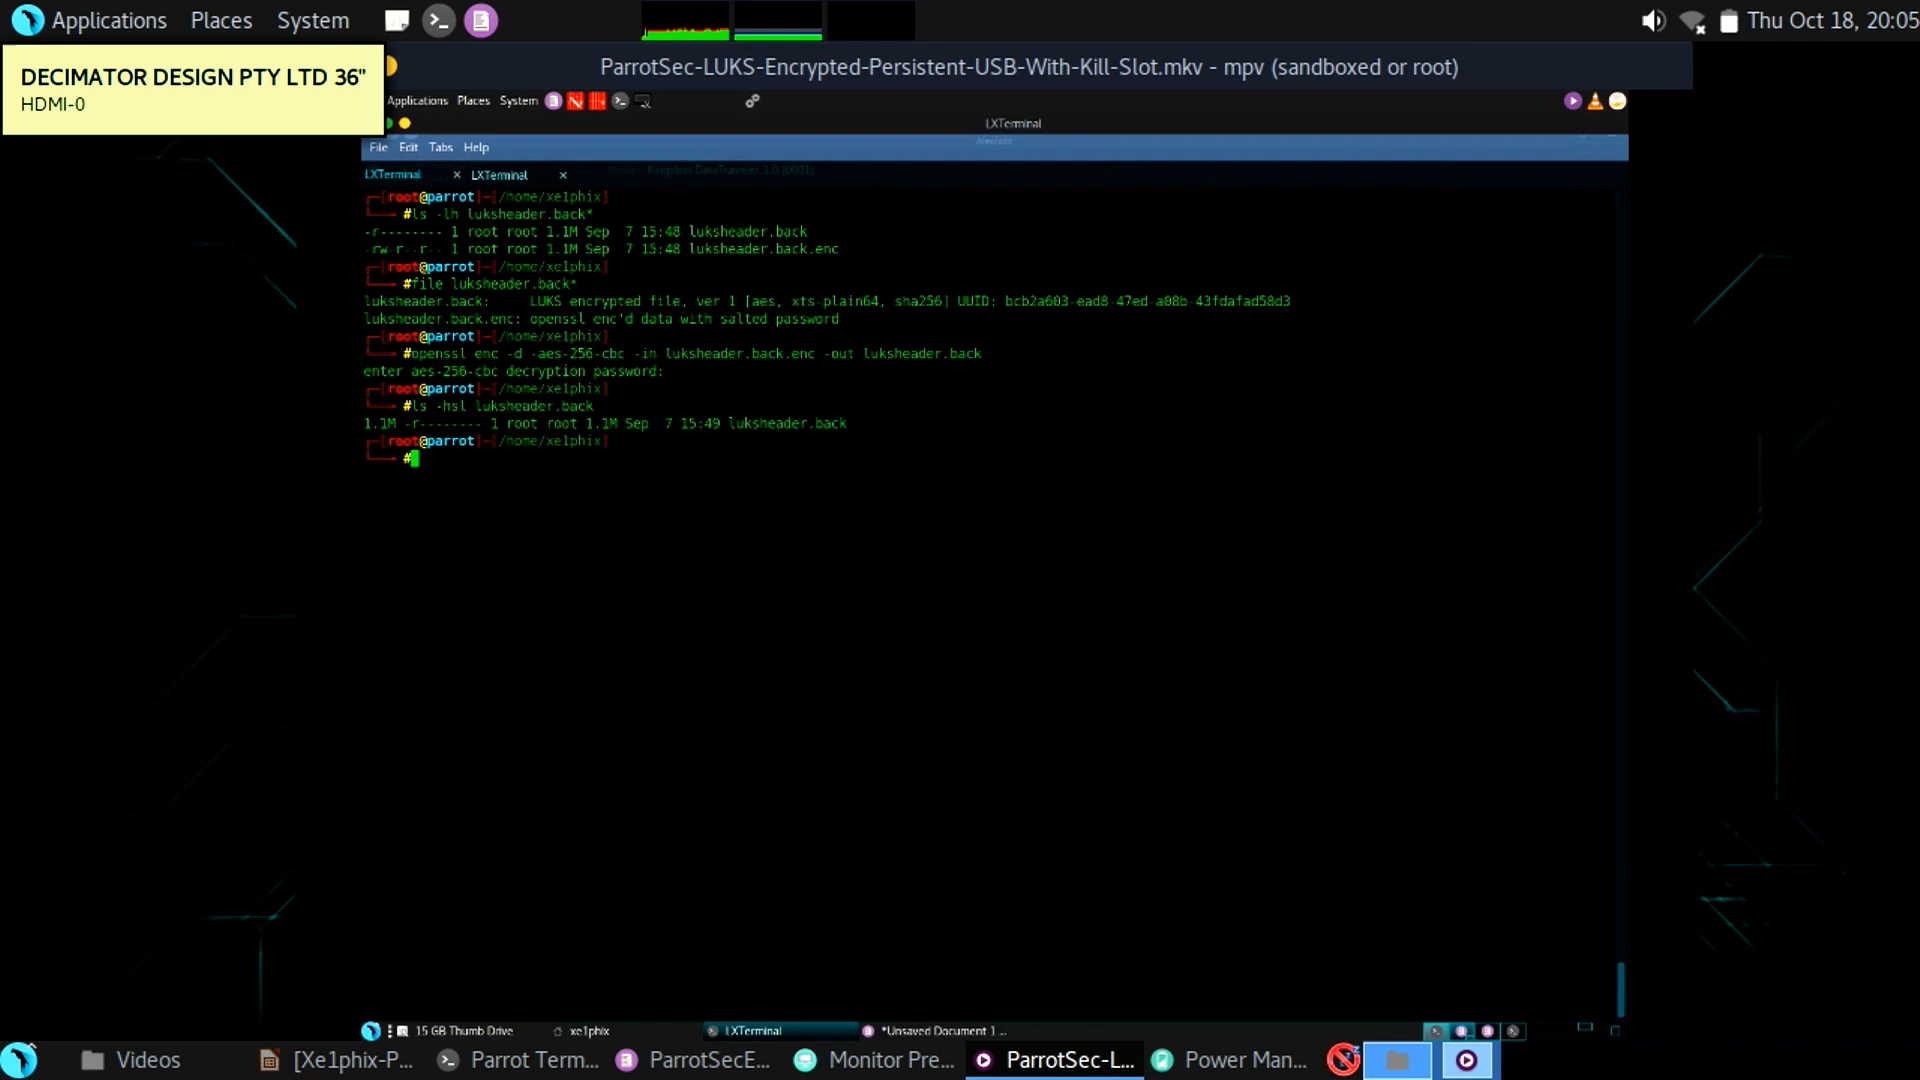 Applications Places System
Thu Oct 18, 20:05
DECIMATOR DESIGN PTY LTD 36"
HDMI-0
ParrotSec-LUKS-Encrypted-Persistent-USB-With-Kill-Slot.mkv - mpv (sandboxed or root)
Applications Places System
LXTerminal
File Edit Tabs Help
Kingston DataTraveler 3.0 (0001)
LXTerminal × LXTerminal ×
┌─[root@parrot]─[/home/xe1phix]
└──╼ #ls -lh luksheader.back*
-r-------- 1 root root 1.1M Sep  7 15:48 luksheader.back
-rw-r--r-- 1 root root 1.1M Sep  7 15:48 luksheader.back.enc
┌─[root@parrot]─[/home/xe1phix]
└──╼ #file luksheader.back*
luksheader.back:     LUKS encrypted file, ver 1 [aes, xts-plain64, sha256] UUID: bcb2a603-ead8-47ed-a08b-43fdafad58d3
luksheader.back.enc: openssl enc'd data with salted password
┌─[root@parrot]─[/home/xe1phix]
└──╼ #openssl enc -d -aes-256-cbc -in luksheader.back.enc -out luksheader.back
enter aes-256-cbc decryption password:
┌─[root@parrot]─[/home/xe1phix]
└──╼ #ls -hsl luksheader.back
1.1M -r-------- 1 root root 1.1M Sep  7 15:49 luksheader.back
┌─[root@parrot]─[/home/xe1phix]
└──╼ #
15 GB Thumb Drive xe1phix LXTerminal *Unsaved Document 1 ...
Videos [Xe1phix-P... Parrot Term... ParrotSecE... Monitor Pre... ParrotSec-L... Power Man...